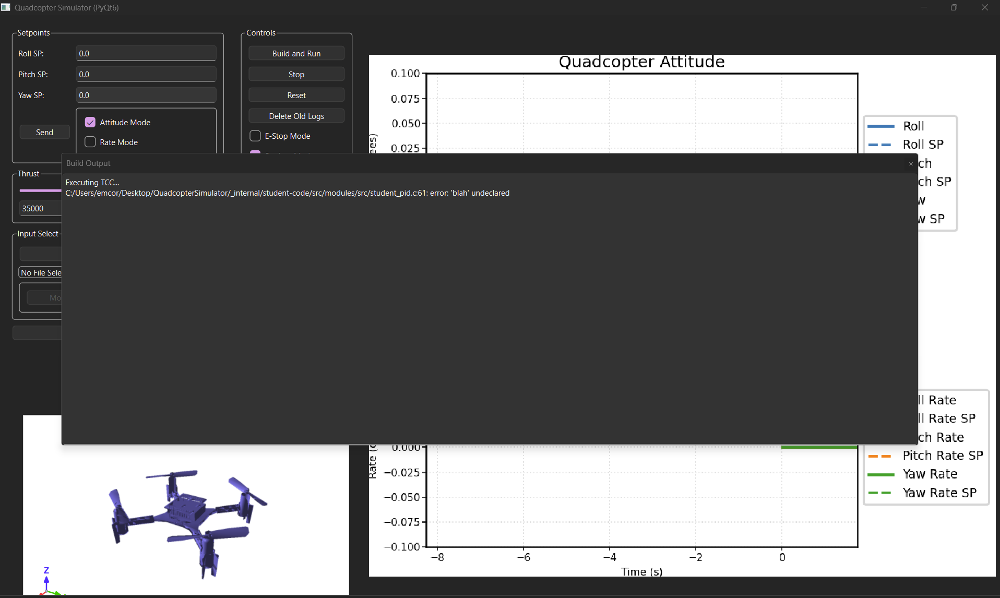 Quadcopter Simulator (PyQt6)
Setpoints
Roll SP: 0.0
Pitch SP: 0.0
Yaw SP: 0.0
Send
Attitude Mode
Rate Mode
Controls
Build and Run
Stop
Reset
Delete Old Logs
E-Stop Mode
Thrust
35000
Input Select
No File Sele
Mo
Build Output
×
Executing TCC...
C:/Users/emcor/Desktop/QuadcopterSimulator/_internal/student-code/src/modules/src/student_pid.c:61: error: 'blah' undeclared
Quadcopter Attitude
0.100
0.075
0.050
0.025
ees)
Roll
Roll SP
ch
ch SP
w
w SP
0.000
−0.025
−0.050
−0.075
−0.100
Rate (
−8 −6 −4 −2 0
Time (s)
ll Rate
ll Rate SP
ch Rate
Pitch Rate SP
Yaw Rate
Yaw Rate SP
Z